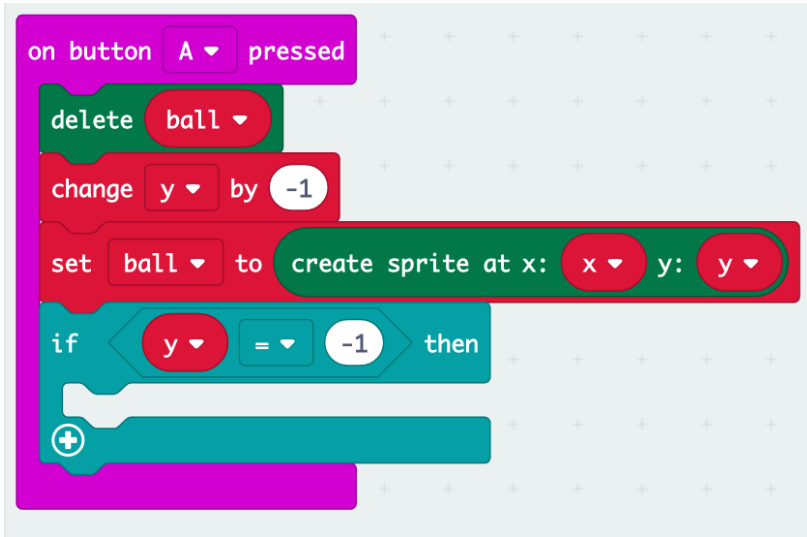 on button A pressed
delete ball
change y by -1
set ball to create sprite at x: x y: y
if y = -1 then